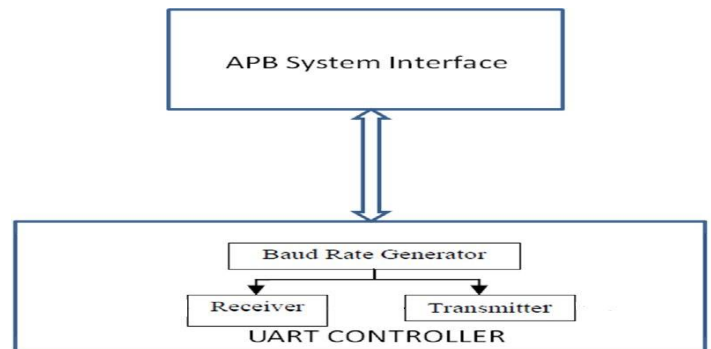 APB System Interface
Baud Rate Generator
Receiver
Transmitter
UART CONTROLLER